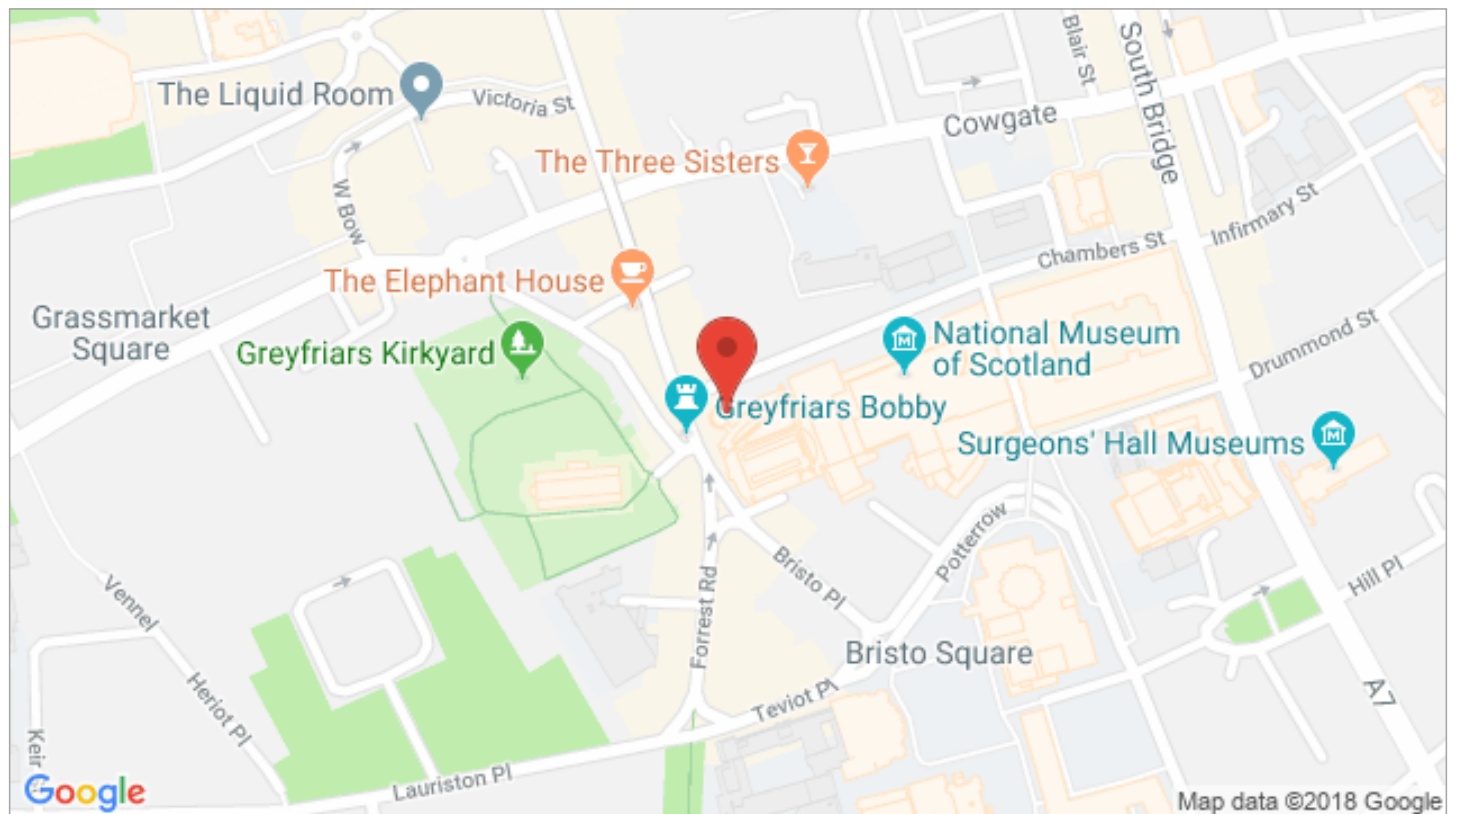 Blair St
South Bridge
The Liquid Room
Victoria St
Cowgate
The Three Sisters
W Bow
Infirmary St
Chambers St
The Elephant House
Grassmarket
Square
Greyfriars Kirkyard
National Museum
of Scotland
Drummond St
Greyfriars Bobby
Surgeons' Hall Museums
Potterrow
Bristo Pl
Hill Pl
Vennel
Forrest Rd
Bristo Square
Heriot Pl
Teviot Pl
A7
Keir
Lauriston Pl
Google
Map data ©2018 Google